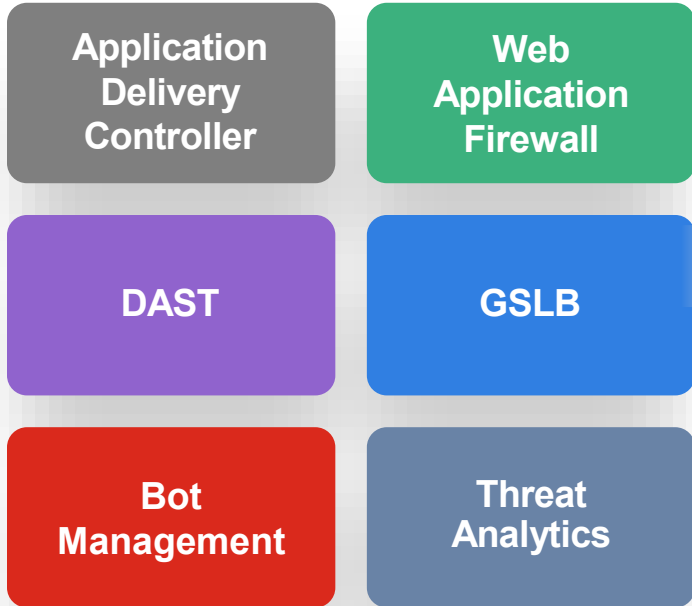 Application
Delivery
Controller
Web
Application
Firewall
DAST
GSLB
Bot
Management
Threat
Analytics